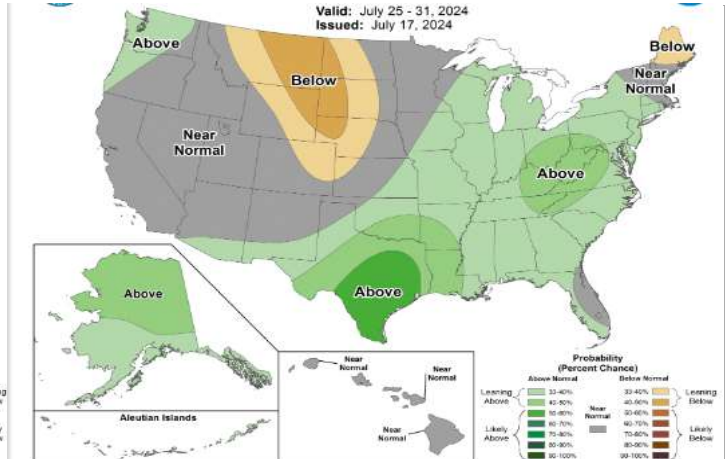 Valid: July 25 - 31, 2024
Issued: July 17, 2024
Above
Below
Below
Near
Normal
Near
Normal
Above
Above
Above
Near
Normal
Near
Normal
Near
Normal
Aleutian Islands
Probability
(Percent Chance)
Above Normal
Below Normal
Leaning
Above
33-40%
40-50%
Likely
Above
50-60%
60-70%
70-80%
80-90%
90-100%
Near
Normal
33-40%
40-50%
Leaning
Below
50-60%
60-70%
70-80%
80-90%
90-100%
Likely
Below